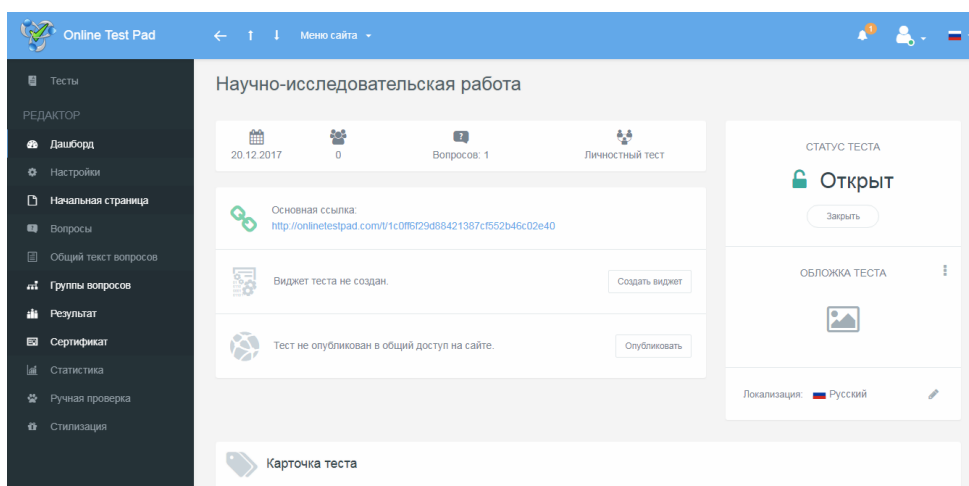 Online Test Pad
Меню сайта
1
Тесты
РЕДАКТОР
Дашборд
Настройки
Начальная страница
Вопросы
Общий текст вопросов
Группы вопросов
Результат
Сертификат
Статистика
Ручная проверка
Стилизация
Научно-исследовательская работа
20.12.2017
0
Вопросов: 1
Личностный тест
Основная ссылка:
http://onlinetestpad.com/t/1c0ff6f29d88421387cf552b46c02e40
Виджет теста не создан.
Создать виджет
Тест не опубликован в общий доступ на сайте.
Опубликовать
СТАТУС ТЕСТА
Открыт
Закрыть
ОБЛОЖКА ТЕСТА
Локализация: Русский
Карточка теста